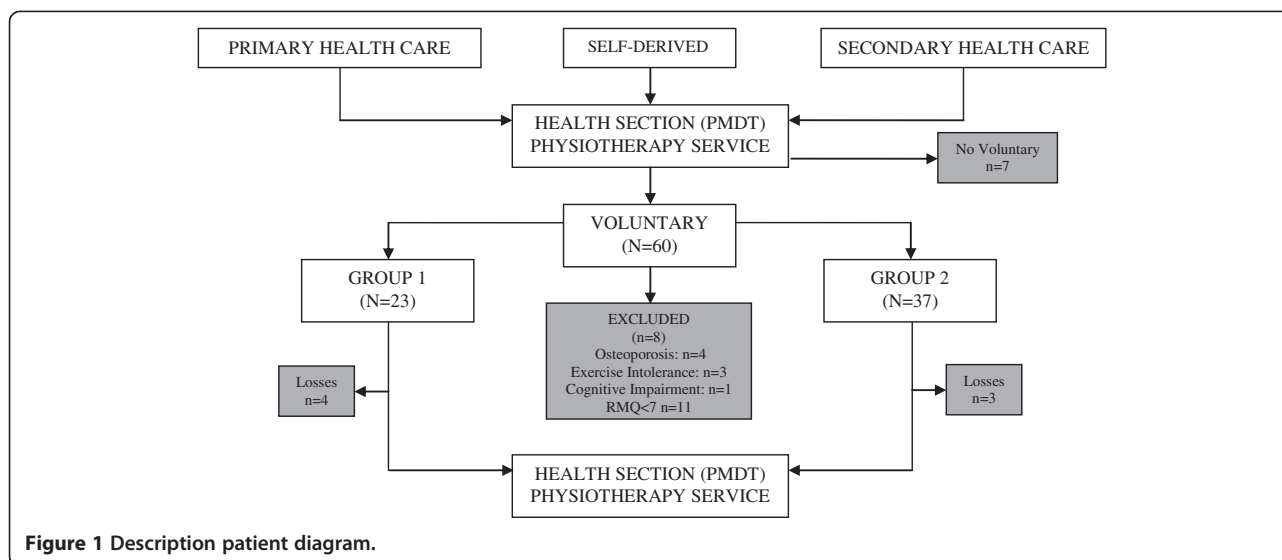 PRIMARY HEALTH CARE
SELF-DERIVED
SECONDARY HEALTH CARE
HEALTH SECTION (PMDT)
PHYSIOTHERAPY SERVICE
No Voluntary
n=7
VOLUNTARY
(N=60)
GROUP 1
(N=23)
GROUP 2
(N=37)
EXCLUDED
(n=8)
Osteoporosis: n=4
Exercise Intolerance: n=3
Cognitive Impairment: n=1
RMQ<7 n=11
Losses
n=4
Losses
n=3
HEALTH SECTION (PMDT)
PHYSIOTHERAPY SERVICE
Figure 1 Description patient diagram.